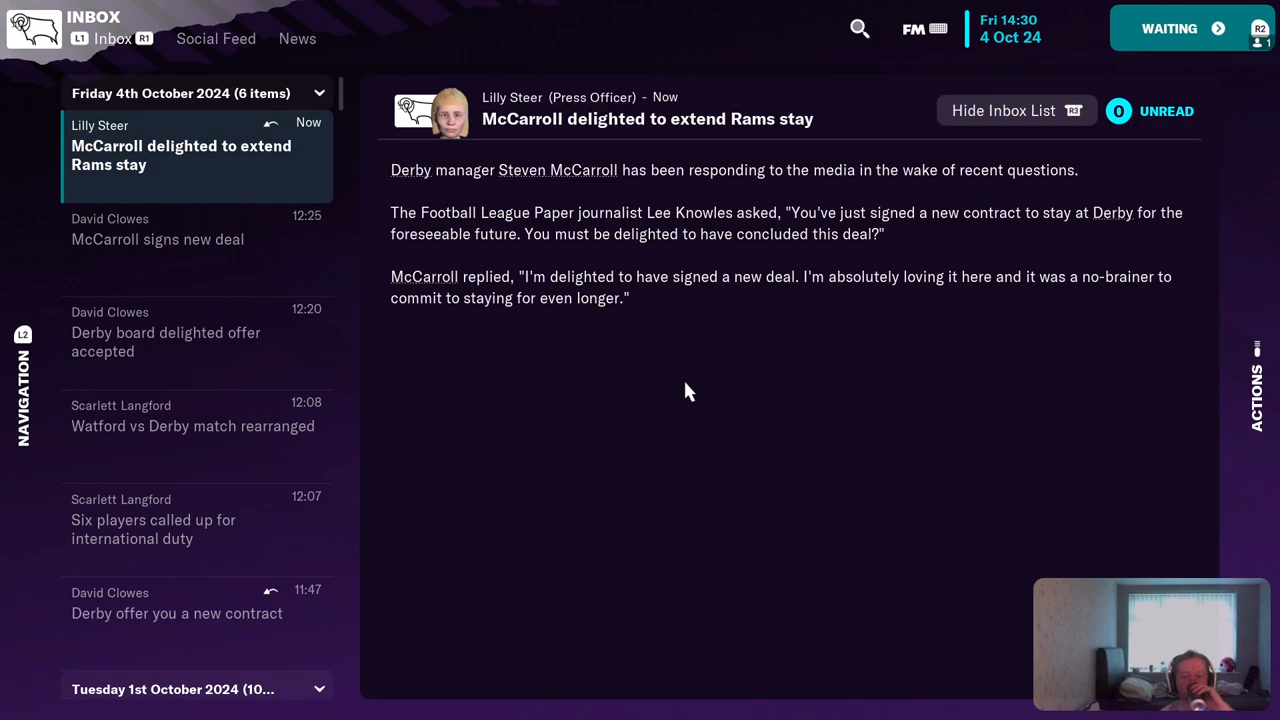 INBOX
L1 Inbox R1 Social Feed News
FM
Fri 14:30
4 Oct 24
WAITING
R2
1
Friday 4th October 2024 (6 items)
Lilly Steer Now
McCarroll delighted to extend
Rams stay
David Clowes 12:25
McCarroll signs new deal
David Clowes 12:20
Derby board delighted offer
accepted
Scarlett Langford 12:08
Watford vs Derby match rearranged
Scarlett Langford 12:07
Six players called up for
international duty
David Clowes 11:47
Derby offer you a new contract
Tuesday 1st October 2024 (10...
Lilly Steer (Press Officer) - Now
McCarroll delighted to extend Rams stay
Hide Inbox List R3
0 UNREAD
Derby manager Steven McCarroll has been responding to the media in the wake of recent questions.
The Football League Paper journalist Lee Knowles asked, "You've just signed a new contract to stay at Derby for the
foreseeable future. You must be delighted to have concluded this deal?"
McCarroll replied, "I'm delighted to have signed a new deal. I'm absolutely loving it here and it was a no-brainer to
commit to staying for even longer."
L2
NAVIGATION
ACTIONS